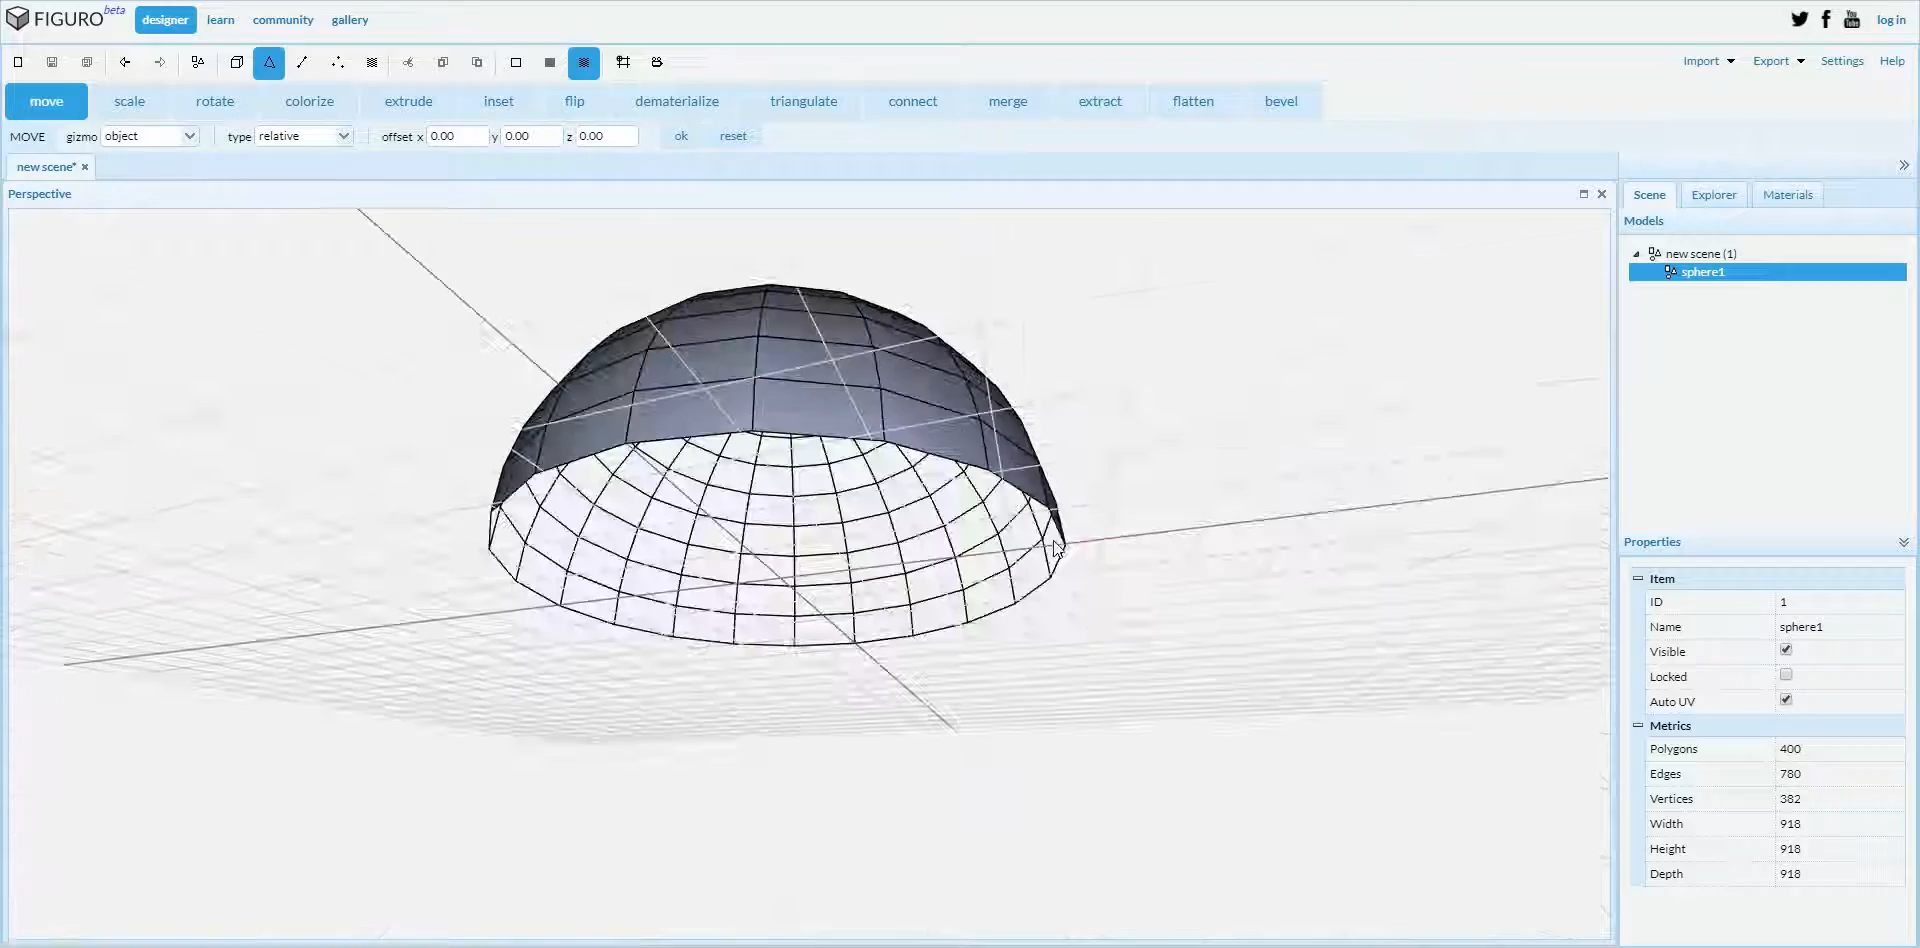 FIGURO beta designer learn community gallery log in
Import Export Settings Help
move scale rotate colorize extrude inset flip dematerialize triangulate connect merge extract flatten bevel
MOVE gizmo object type relative offset x 0.00 y 0.00 z 0.00 ok reset
new scene*
Perspective
Scene Explorer Materials
Models
new scene (1)
sphere1
Properties
Item
ID 1
Name sphere1
Visible
Locked
Auto UV
Metrics
Polygons 400
Edges 780
Vertices 382
Width 918
Height 918
Depth 918